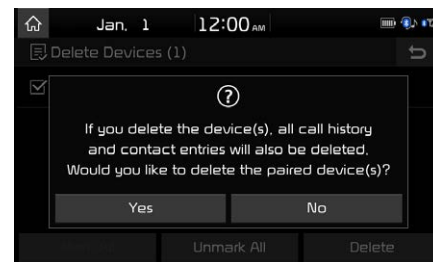 Jan. 1 12:00 AM
Delete Devices (1)
If you delete the device(s), all call history
and contact entries will also be deleted.
Would you like to delete the paired device(s)?
Yes No
Unmark All Delete